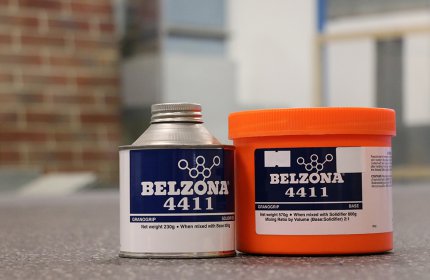 BELZONA
4411
GRANOGRIP
Net weight 230g • When mixed with Base
BELZONA
4411
GRANOGRIP BASE
Net weight 570g • When mixed with Solidifier 800g
Mixing Ratio by Volume (Base:Solidifier) 2:1